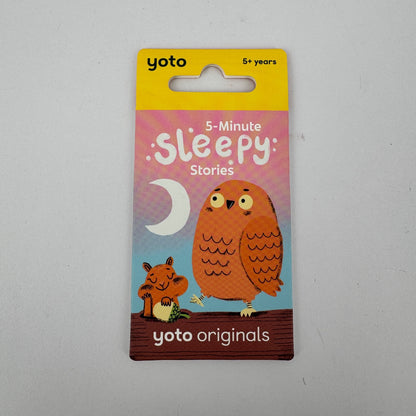 yoto 5+ years
5-Minute
Sleepy
Stories
yoto originals